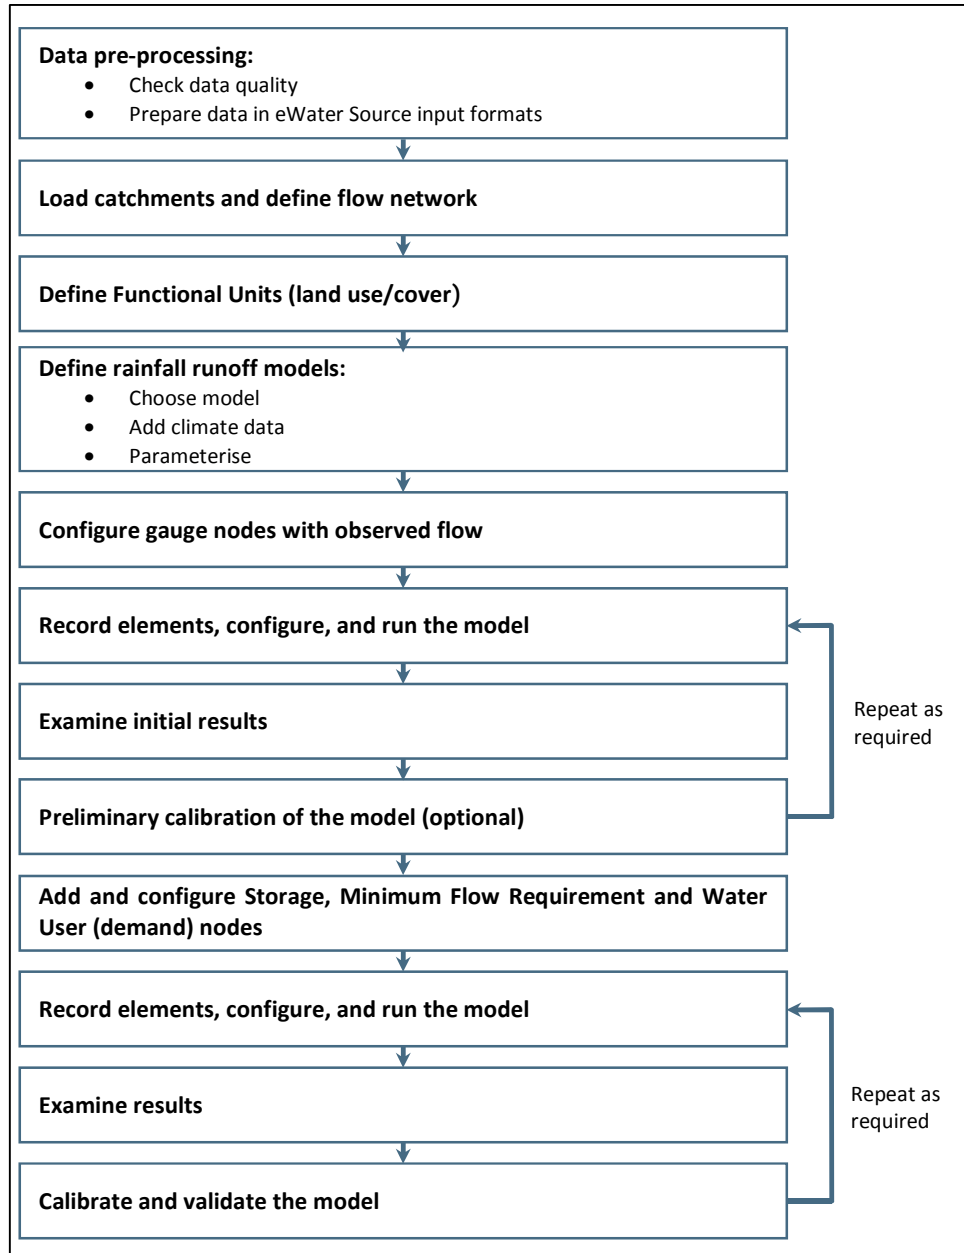 Data pre-processing:
• Check data quality
• Prepare data in eWater Source input formats
Load catchments and define flow network
Define Functional Units (land use/cover)
Define rainfall runoff models:
• Choose model
• Add climate data
• Parameterise
Configure gauge nodes with observed flow
Record elements, configure, and run the model
Examine initial results
Repeat as
required
Preliminary calibration of the model (optional)
Add and configure Storage, Minimum Flow Requirement and Water
User (demand) nodes
Record elements, configure, and run the model
Examine results
Repeat as
required
Calibrate and validate the model